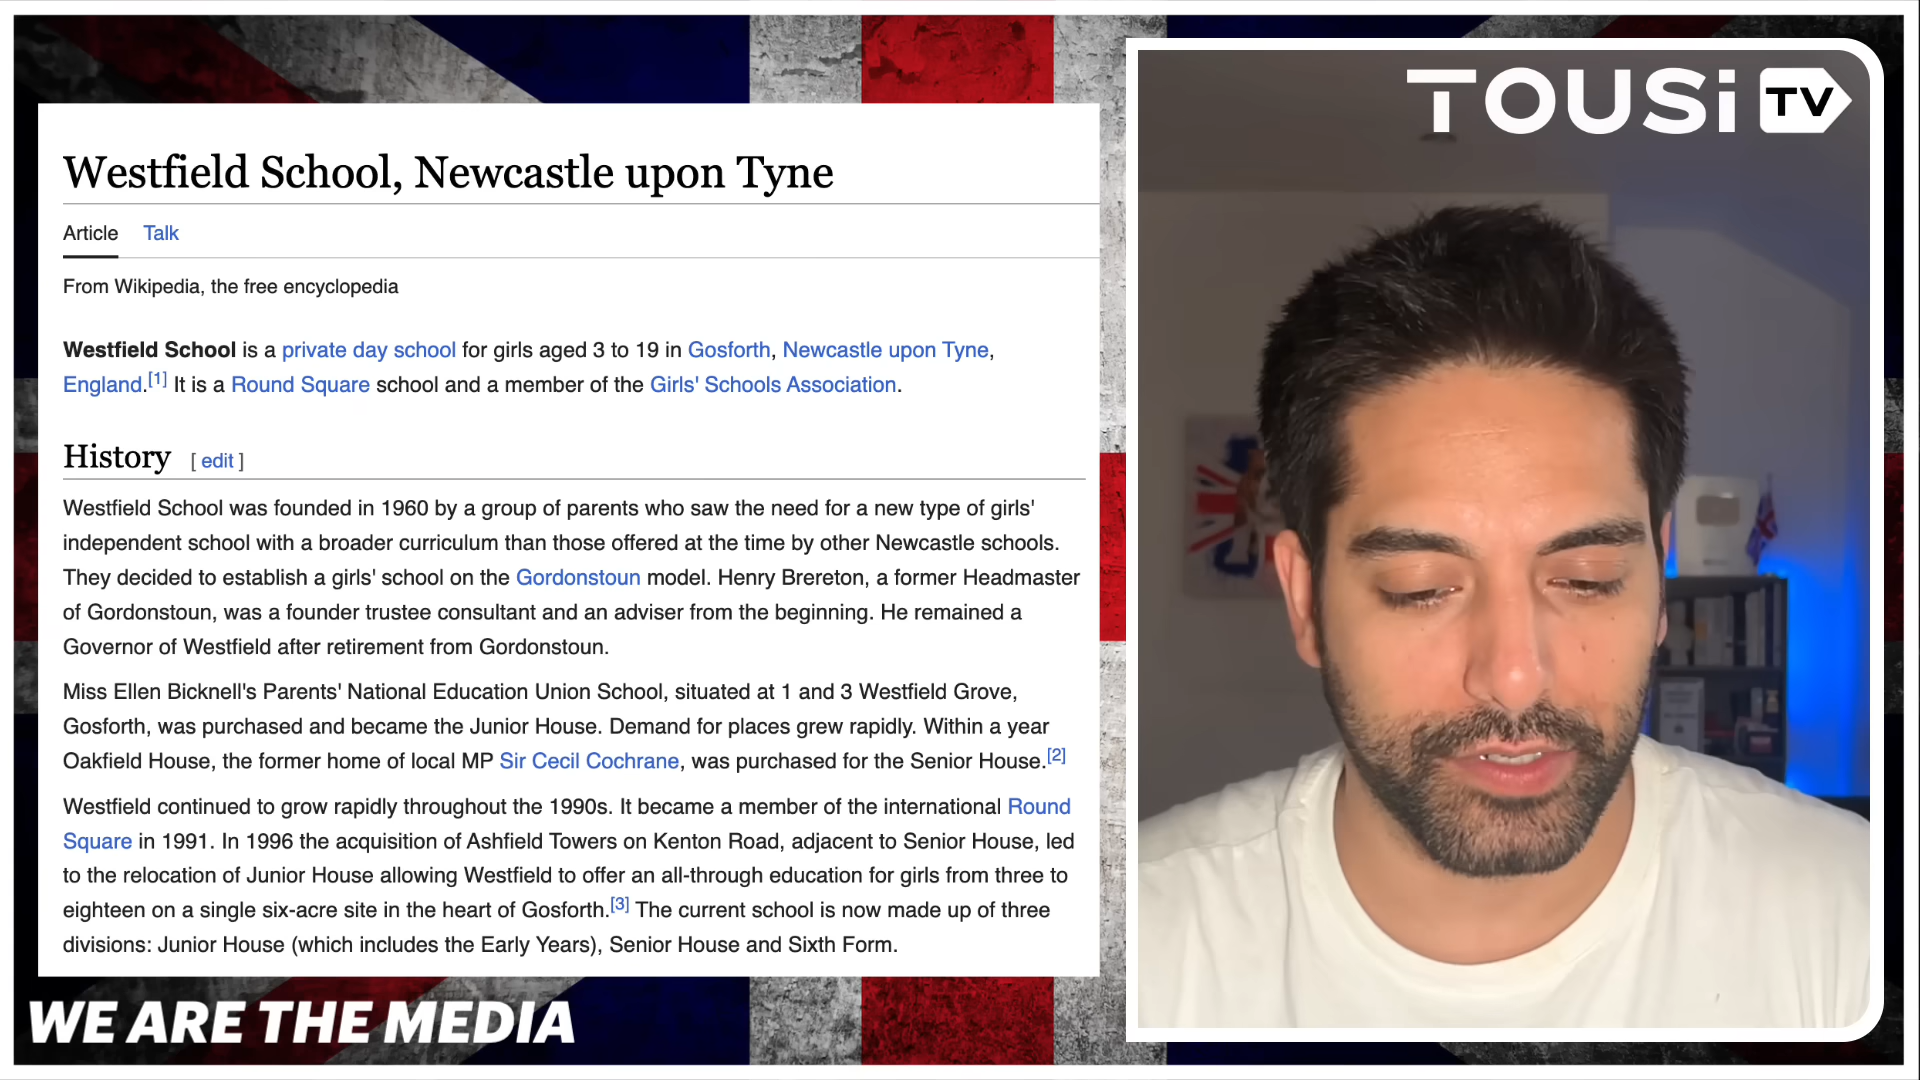 TOUSi TV
Westfield School, Newcastle upon Tyne
Article Talk
From Wikipedia, the free encyclopedia
Westfield School is a private day school for girls aged 3 to 19 in Gosforth, Newcastle upon Tyne,
England.[1] It is a Round Square school and a member of the Girls' Schools Association.
History [ edit ]
Westfield School was founded in 1960 by a group of parents who saw the need for a new type of girls'
independent school with a broader curriculum than those offered at the time by other Newcastle schools.
They decided to establish a girls' school on the Gordonstoun model. Henry Brereton, a former Headmaster
of Gordonstoun, was a founder trustee consultant and an adviser from the beginning. He remained a
Governor of Westfield after retirement from Gordonstoun.
Miss Ellen Bicknell's Parents' National Education Union School, situated at 1 and 3 Westfield Grove,
Gosforth, was purchased and became the Junior House. Demand for places grew rapidly. Within a year
Oakfield House, the former home of local MP Sir Cecil Cochrane, was purchased for the Senior House.[2]
Westfield continued to grow rapidly throughout the 1990s. It became a member of the international Round
Square in 1991. In 1996 the acquisition of Ashfield Towers on Kenton Road, adjacent to Senior House, led
to the relocation of Junior House allowing Westfield to offer an all-through education for girls from three to
eighteen on a single six-acre site in the heart of Gosforth.[3] The current school is now made up of three
divisions: Junior House (which includes the Early Years), Senior House and Sixth Form.
WE ARE THE MEDIA